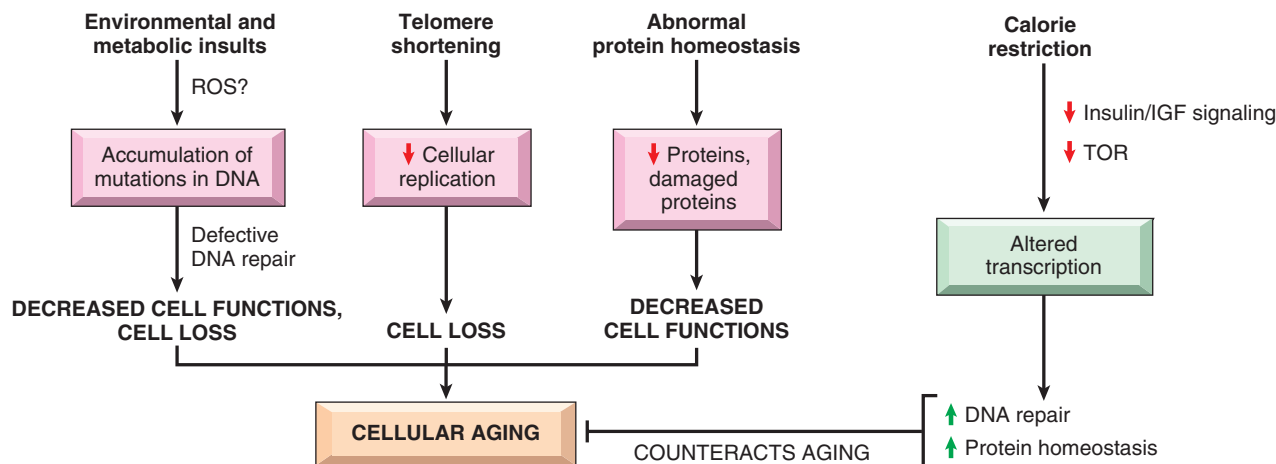 Environmental and
metabolic insults
ROS?
Accumulation of
mutations in DNA
Defective
DNA repair
DECREASED CELL FUNCTIONS,
CELL LOSS
Telomere
shortening
Cellular
replication
CELL LOSS
Abnormal
protein homeostasis
Proteins,
damaged
proteins
DECREASED
CELL FUNCTIONS
CELLULAR AGING
Calorie
restriction
Insulin/IGF signaling
TOR
Altered
transcription
DNA repair
Protein homeostasis
COUNTERACTS AGING